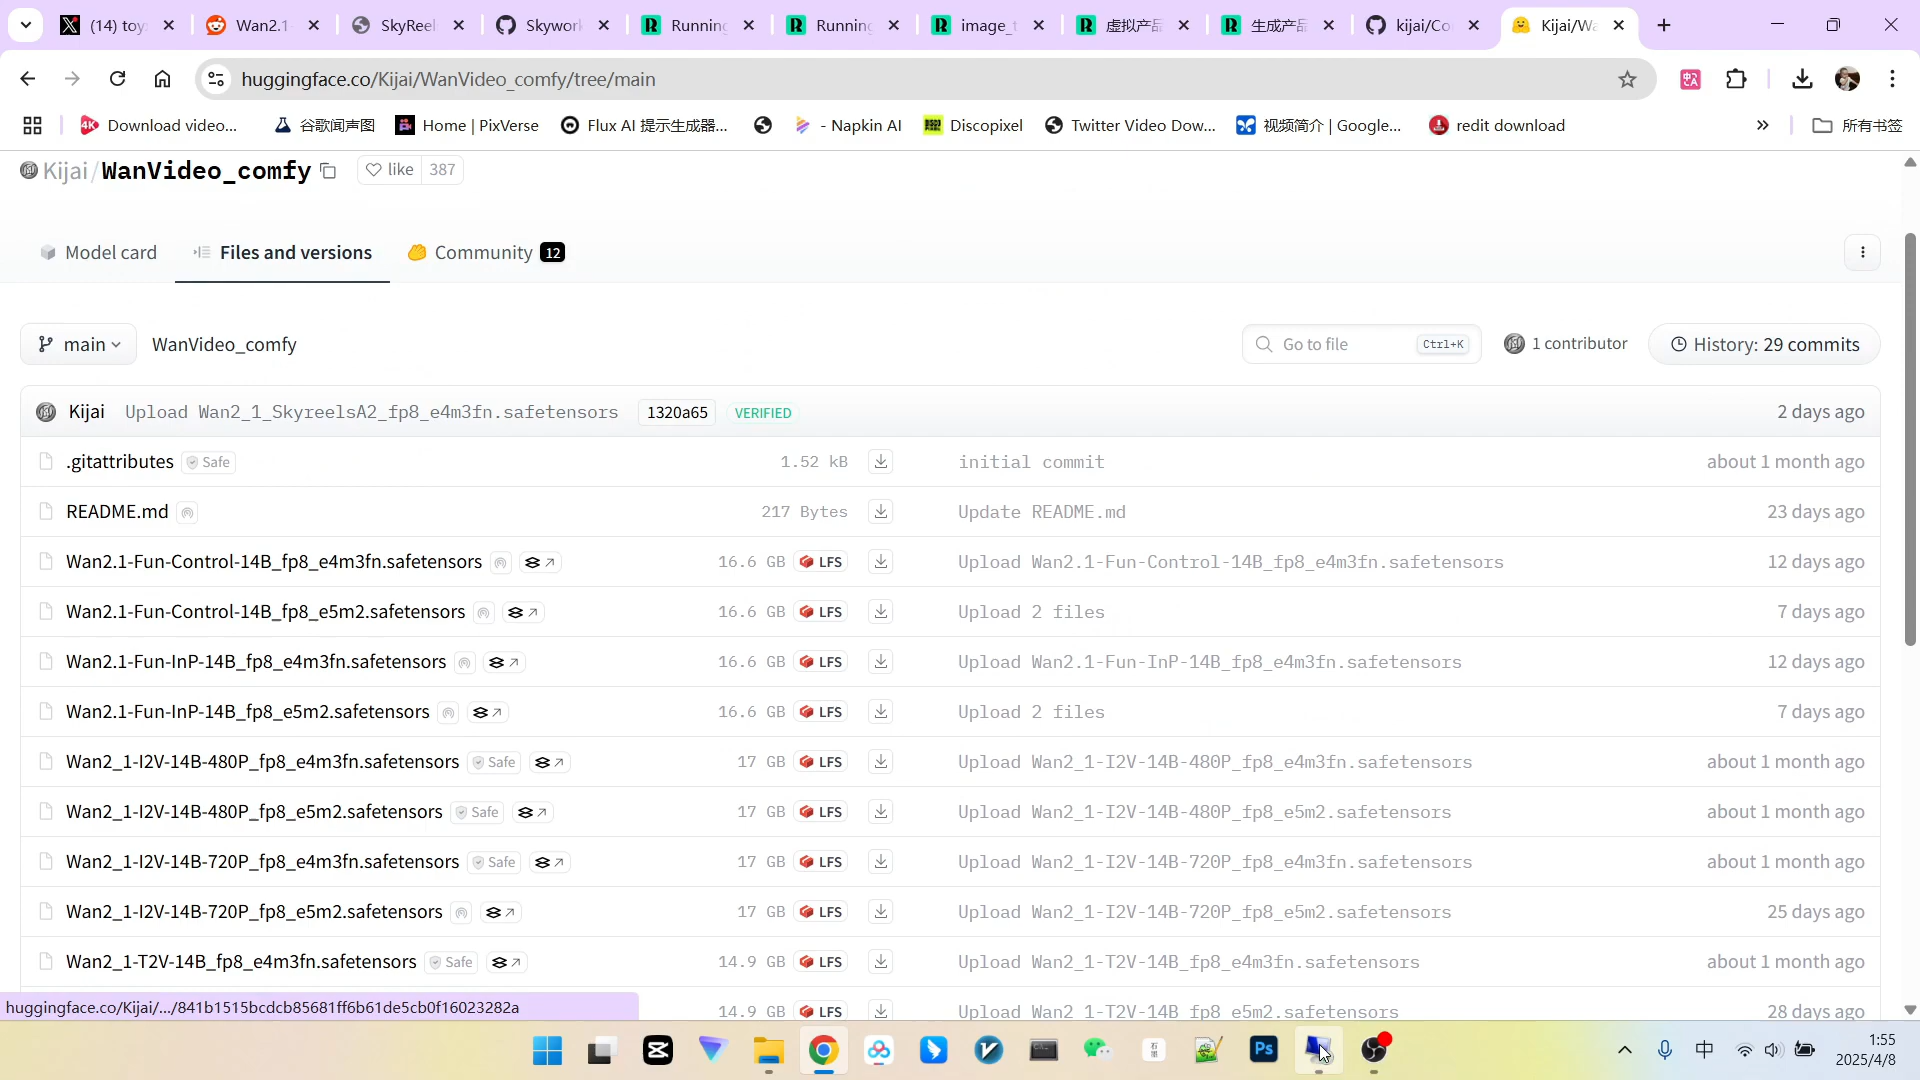 (14) toy
Wan2.1
SkyReel
Skywork
Running
Running
image_t
虚拟产品
生成产品
kijai/Co
Kijai/Wa
huggingface.co/Kijai/WanVideo_comfy/tree/main
Download video...
谷歌闻声图
Home | PixVerse
Flux AI 提示生成器...
- Napkin AI
Discopixel
Twitter Video Dow...
视频简介 | Google...
redit download
所有书签
Kijai/WanVideo_comfy
like 387
Model card
Files and versions
Community 12
main
WanVideo_comfy
Go to file Ctrl+K
1 contributor
History: 29 commits
Kijai Upload Wan2_1_SkyreelsA2_fp8_e4m3fn.safetensors 1320a65 VERIFIED 2 days ago
.gitattributes Safe 1.52 kB initial commit about 1 month ago
README.md 217 Bytes Update README.md 23 days ago
Wan2.1-Fun-Control-14B_fp8_e4m3fn.safetensors 16.6 GB LFS Upload Wan2.1-Fun-Control-14B_fp8_e4m3fn.safetensors 12 days ago
Wan2.1-Fun-Control-14B_fp8_e5m2.safetensors 16.6 GB LFS Upload 2 files 7 days ago
Wan2.1-Fun-InP-14B_fp8_e4m3fn.safetensors 16.6 GB LFS Upload Wan2.1-Fun-InP-14B_fp8_e4m3fn.safetensors 12 days ago
Wan2.1-Fun-InP-14B_fp8_e5m2.safetensors 16.6 GB LFS Upload 2 files 7 days ago
Wan2_1-I2V-14B-480P_fp8_e4m3fn.safetensors Safe 17 GB LFS Upload Wan2_1-I2V-14B-480P_fp8_e4m3fn.safetensors about 1 month ago
Wan2_1-I2V-14B-480P_fp8_e5m2.safetensors Safe 17 GB LFS Upload Wan2_1-I2V-14B-480P_fp8_e5m2.safetensors about 1 month ago
Wan2_1-I2V-14B-720P_fp8_e4m3fn.safetensors Safe 17 GB LFS Upload Wan2_1-I2V-14B-720P_fp8_e4m3fn.safetensors about 1 month ago
Wan2_1-I2V-14B-720P_fp8_e5m2.safetensors 17 GB LFS Upload Wan2_1-I2V-14B-720P_fp8_e5m2.safetensors 25 days ago
Wan2_1-T2V-14B_fp8_e4m3fn.safetensors Safe 14.9 GB LFS Upload Wan2_1-T2V-14B_fp8_e4m3fn.safetensors about 1 month ago
14.9 GB LFS Upload Wan2_1-T2V-14B_fp8_e5m2.safetensors 28 days ago
huggingface.co/Kijai/.../841b1515bcdcb85681ff6b61de5cb0f16023282a
Ps
中
1:55
2025/4/8